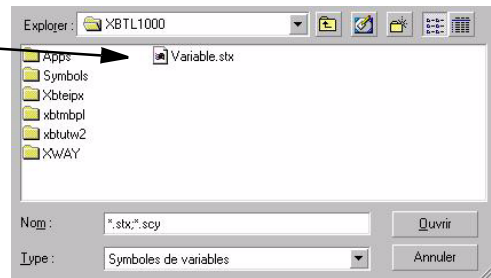 Explorer : XBTL1000
Apps
Symbols
Xbteipx
xbtmbpl
xbtutw2
XWAY
Variable.stx
Nom : *.stx;*.scy Ouvrir
Type : Symboles de variables Annuler